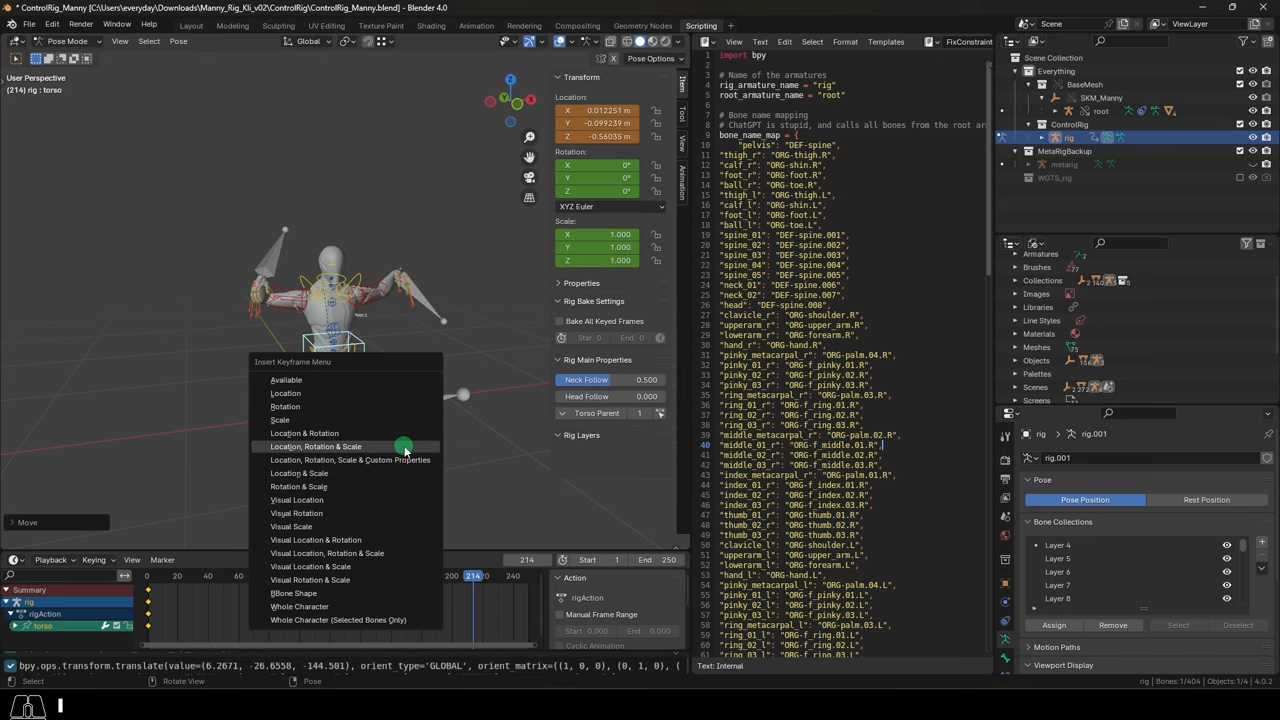 * ControlRig_Manny [C:\Users\everyday\Downloads\Manny_Rig_Kli_v02\ControlRig\ControlRig_Manny.blend] - Blender 4.0
File Edit Render Window Help Layout Modeling Sculpting UV Editing Texture Paint Shading Animation Rendering Compositing Geometry Nodes Scripting + Scene ViewLayer
Pose Mode View Select Pose Global
View Text Edit Select Format Templates FixConstraint
X Y Z Pose Options
User Perspective
(214) rig : torso
Transform
Location:
X 0.012251 m
Y -0.099239 m
Z -0.56035 m
Rotation:
X 0°
Y 0°
Z 0°
XYZ Euler
Scale:
X 1.000
Y 1.000
Z 1.000
Properties
Rig Bake Settings
Bake All Keyed Frames
Star 0 End 0
Rig Main Properties
Neck Follow 0.500
Head Follow 0.000
Torso Parent 1
Rig Layers
Item
Tool
View
Animation
Insert Keyframe Menu
Available
Location
Rotation
Scale
Location & Rotation
Location, Rotation & Scale
Location, Rotation, Scale & Custom Properties
Location & Scale
Rotation & Scale
Visual Location
Visual Rotation
Visual Scale
Visual Location & Rotation
Visual Location, Rotation & Scale
Visual Location & Scale
Visual Rotation & Scale
BBone Shape
Whole Character
Whole Character (Selected Bones Only)
Move
Playback Keying View Marker 214 Start 1 End 250
0 20 40 60 200 214 240
Summary
rig
rigAction
torso
Action
rigAction
Manual Frame Range
Start 0.000 End 0.000
Cyclic Animation
bpy.ops.transform.translate(value=(6.2671, -26.6558, -144.501), orient_type='GLOBAL', orient_matrix=((1, 0, 0), (0, 1, 0), (
Select Rotate View Pose
1 import bpy
2
3 # Name of the armatures
4 rig_armature_name = "rig"
5 root_armature_name = "root"
6
7 # Bone name mapping
8 # ChatGPT is stupid, and calls all bones from the root ar
9 bone_name_map = {
10 "pelvis": "DEF-spine",
11 "thigh_r": "ORG-thigh.R",
12 "calf_r": "ORG-shin.R",
13 "foot_r": "ORG-foot.R",
14 "ball_r": "ORG-toe.R",
15 "thigh_l": "ORG-thigh.L",
16 "calf_l": "ORG-shin.L",
17 "foot_l": "ORG-foot.L",
18 "ball_l": "ORG-toe.L",
19 "spine_01": "DEF-spine.001",
20 "spine_02": "DEF-spine.002",
21 "spine_03": "DEF-spine.003",
22 "spine_04": "DEF-spine.004",
23 "spine_05": "DEF-spine.005",
24 "neck_01": "DEF-spine.006",
25 "neck_02": "DEF-spine.007",
26 "head": "DEF-spine.008",
27 "clavicle_r": "ORG-shoulder.R",
28 "upperarm_r": "ORG-upper_arm.R",
29 "lowerarm_r": "ORG-forearm.R",
30 "hand_r": "ORG-hand.R",
31 "pinky_metacarpal_r": "ORG-palm.04.R",
32 "pinky_01_r": "ORG-f_pinky.01.R",
33 "pinky_02_r": "ORG-f_pinky.02.R",
34 "pinky_03_r": "ORG-f_pinky.03.R",
35 "ring_metacarpal_r": "ORG-palm.03.R",
36 "ring_01_r": "ORG-f_ring.01.R",
37 "ring_02_r": "ORG-f_ring.02.R",
38 "ring_03_r": "ORG-f_ring.03.R",
39 "middle_metacarpal_r": "ORG-palm.02.R",
40 "middle_01_r": "ORG-f_middle.01.R",
41 "middle_02_r": "ORG-f_middle.02.R",
42 "middle_03_r": "ORG-f_middle.03.R",
43 "index_metacarpal_r": "ORG-palm.01.R",
44 "index_01_r": "ORG-f_index.01.R",
45 "index_02_r": "ORG-f_index.02.R",
46 "index_03_r": "ORG-f_index.03.R",
47 "thumb_01_r": "ORG-thumb.01.R",
48 "thumb_02_r": "ORG-thumb.02.R",
49 "thumb_03_r": "ORG-thumb.03.R",
50 "clavicle_l": "ORG-shoulder.L",
51 "upperarm_l": "ORG-upper_arm.L",
52 "lowerarm_l": "ORG-forearm.L",
53 "hand_l": "ORG-hand.L",
54 "pinky_metacarpal_l": "ORG-palm.04.L",
55 "pinky_01_l": "ORG-f_pinky.01.L",
56 "pinky_02_l": "ORG-f_pinky.02.L",
57 "pinky_03_l": "ORG-f_pinky.03.L",
58 "ring_metacarpal_l": "ORG-palm.03.L",
59 "ring_01_l": "ORG-f_ring.01.L",
60 "ring_02_l": "ORG-f_ring.02.L",
61 "ring_03_l": "ORG-f_ring.03.L",
Text: Internal
Scene Collection
Everything
BaseMesh
SKM_Manny
root
ControlRig
rig
MetaRigBackup
metarig
WGTS_rig
Armatures 2
Brushes 77
Collections
Images
Libraries
Line Styles
Materials
Meshes 75
Objects
Palettes
Scenes
Screens
rig > rig.001
rig.001
Pose
Pose Position Rest Position
Bone Collections
Layer 4
Layer 5
Layer 6
Layer 7
Layer 8
Assign Remove Select Deselect
Motion Paths
Viewport Display
rig | Bones:1/404 | Objects:1/4 | 4.0.2
I